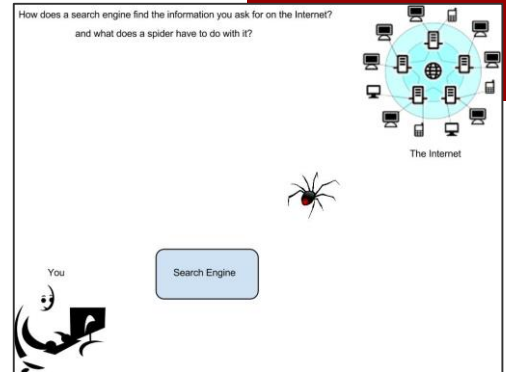 How does a search engine find the information you ask for on the Internet?
and what does a spider have to do with it?
The Internet
You
Search Engine